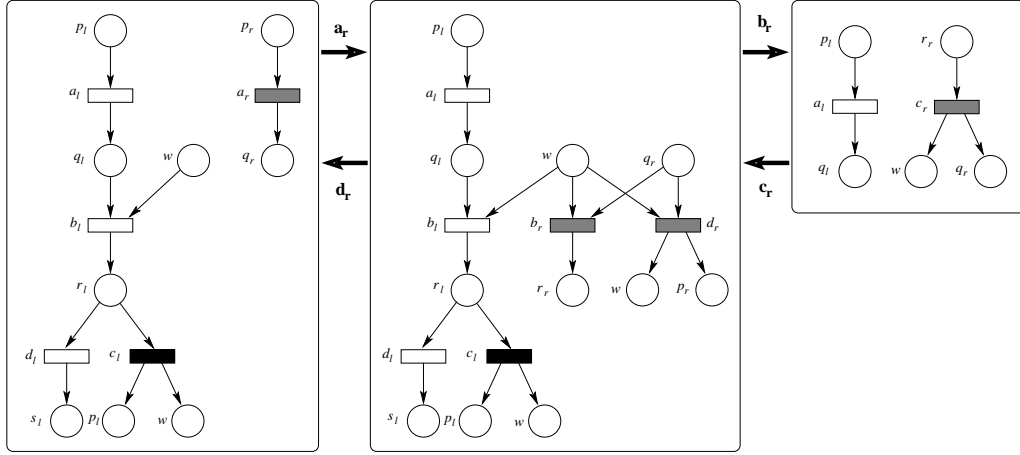 p_l p_r
a_r
p_l
b_r
p_l r_r
a_l a_r
a_l
a_l c_r
q_l w q_r
d_r
q_l w q_r
c_r
q_l w q_r
b_l
b_l b_r d_r
r_l
r_l r_r w p_r
d_l c_l
d_l c_l
s_l p_l w
s_l p_l w